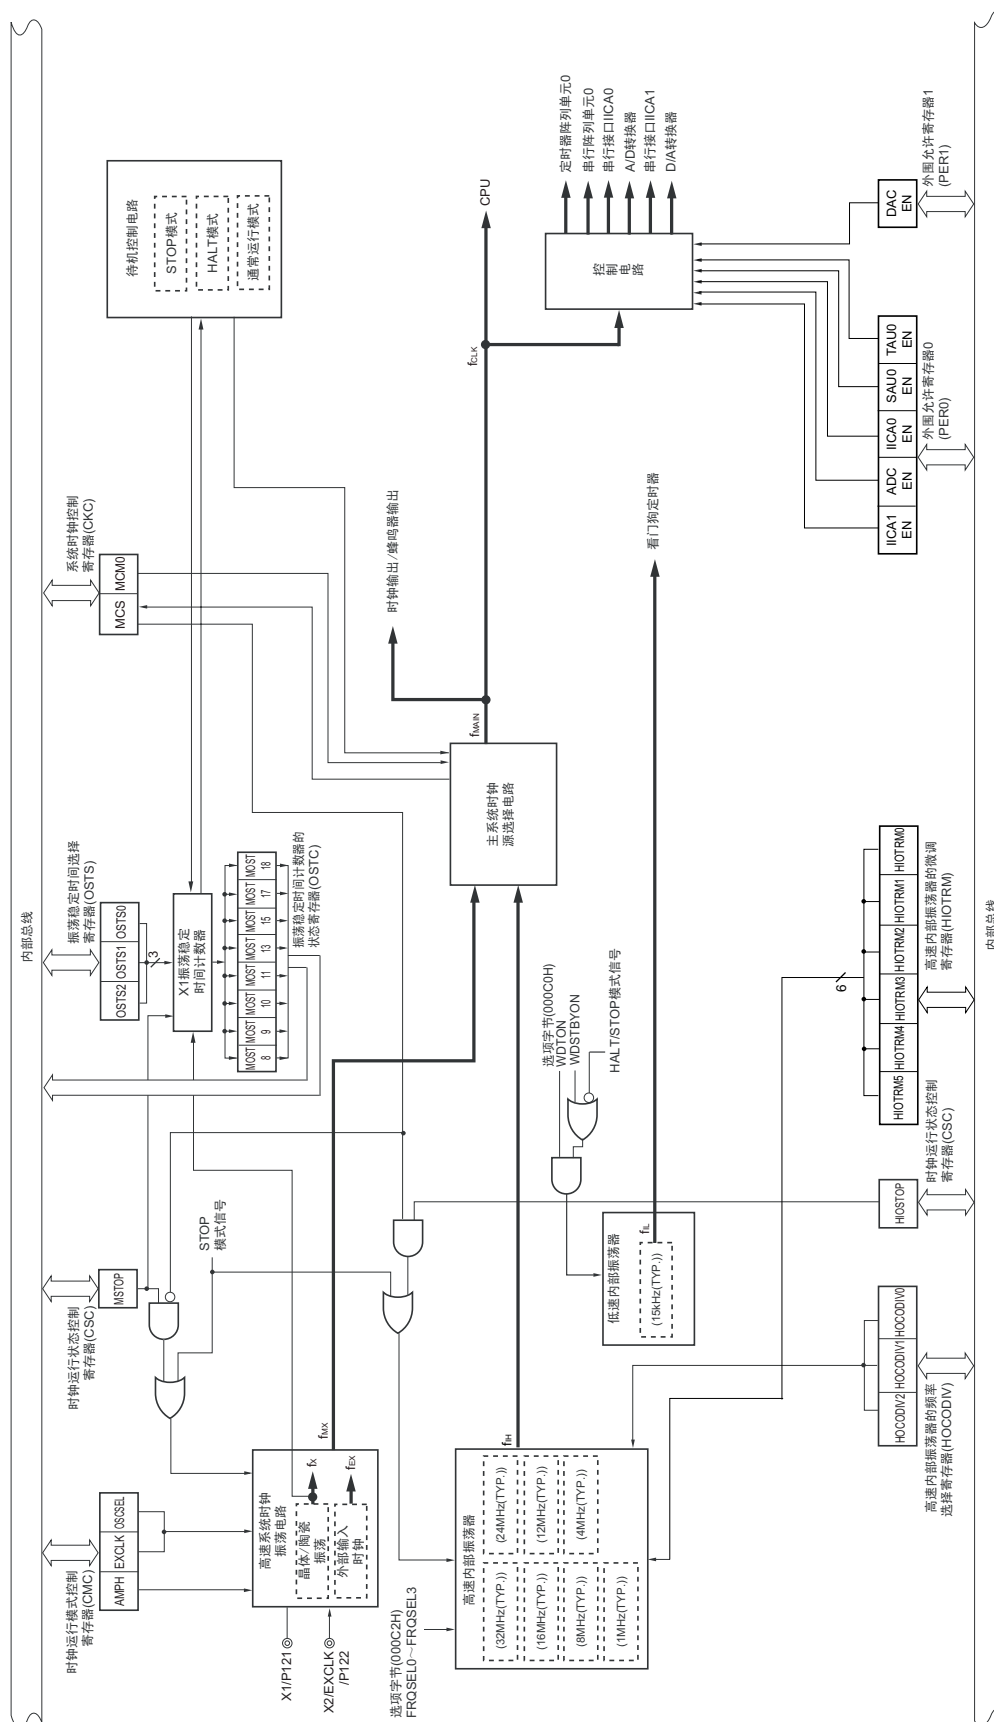 内部总线
时钟运行模式控制
寄存器(CMC)
AMPH
EXCLK
OSCSEL
时钟运行状态控制
寄存器(CSC)
MSTOP
STOP
模式信号
振荡稳定时间选择
寄存器(OSTS)
OSTS2
OSTS1
OSTS0
3
X1振荡稳定
时间计数器
MOST
8
MOST
9
MOST
10
MOST
11
MOST
13
MOST
15
MOST
17
MOST
18
振荡稳定时间计数器的
状态寄存器(OSTC)
系统时钟控制
寄存器(CKC)
MCS
MCM0
待机控制电路
STOP模式
HALT模式
通常运行模式
X1/P121
X2/EXCLK
/P122
高速系统时钟
振荡电路
晶体/陶瓷
振荡
外部输入
时钟
fX
fEX
fMX
主系统时钟
源选择电路
fMAIN
时钟输出/蜂鸣器输出
fCLK
CPU
控制
电路
定时器阵列单元0
串行阵列单元0
串行接口IICA0
A/D转换器
串行接口IICA1
D/A转换器
选项字节(000C2H)
FRQSEL0～FRQSEL3
高速内部振荡器
(32MHz(TYP.))
(24MHz(TYP.))
(16MHz(TYP.))
(12MHz(TYP.))
(8MHz(TYP.))
(4MHz(TYP.))
(1MHz(TYP.))
fIH
选项字节(000C0H)
WDTON
WDSTBYON
HALT/STOP模式信号
低速内部振荡器
(15kHz(TYP.))
fIL
看门狗定时器
6
HOCODIV2
HOCODIV1
HOCODIV0
高速内部振荡器的频率
选择寄存器(HOCODIV)
HIOSTOP
时钟运行状态控制
寄存器(CSC)
HIOTRM5
HIOTRM4
HIOTRM3
HIOTRM2
HIOTRM1
HIOTRM0
高速内部振荡器的微调
寄存器(HIOTRM)
IICA1
EN
ADC
EN
IICA0
EN
SAU0
EN
TAU0
EN
外围允许寄存器0
(PER0)
DAC
EN
外围允许寄存器1
(PER1)
内部总线